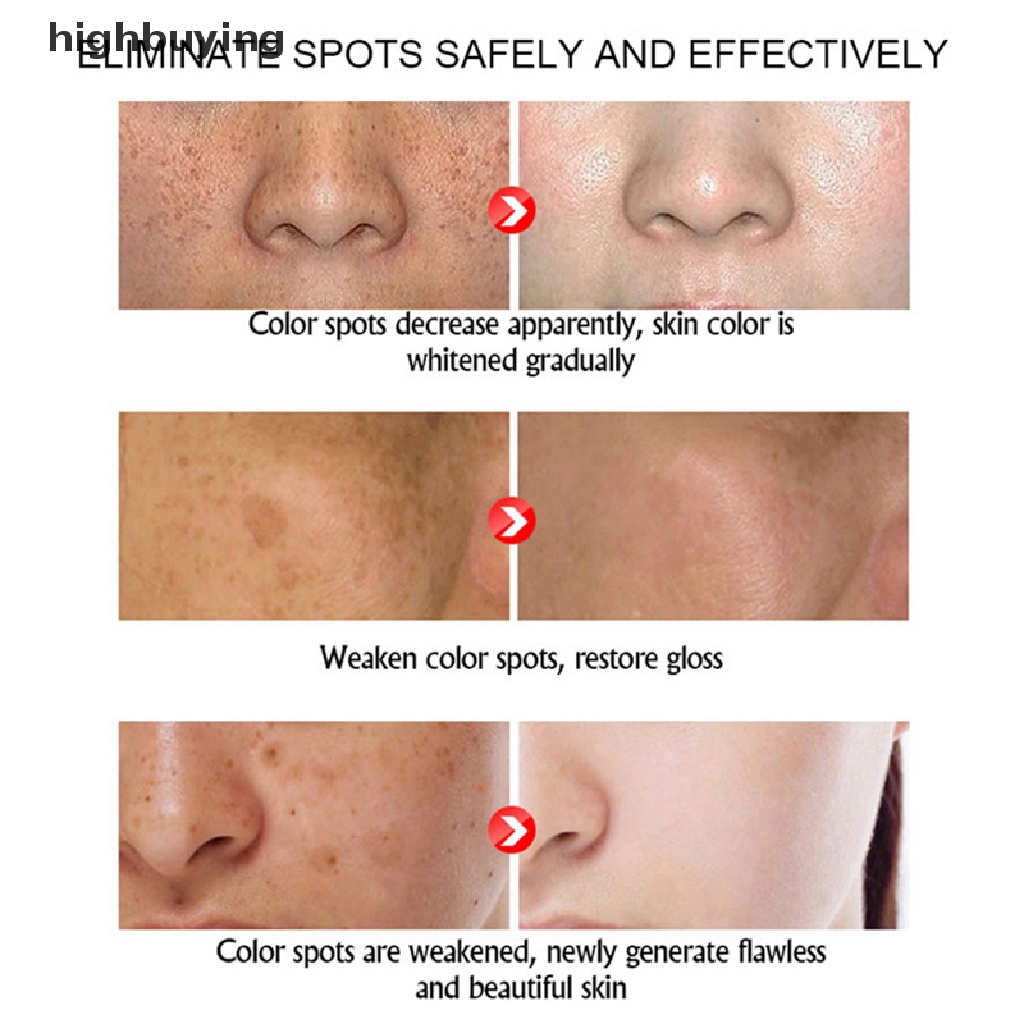 highbuying
ELIMINATE SPOTS SAFELY AND EFFECTIVELY
Color spots decrease apparently, skin color is
whitened gradually
Weaken color spots, restore gloss
Color spots are weakened, newly generate flawless
and beautiful skin